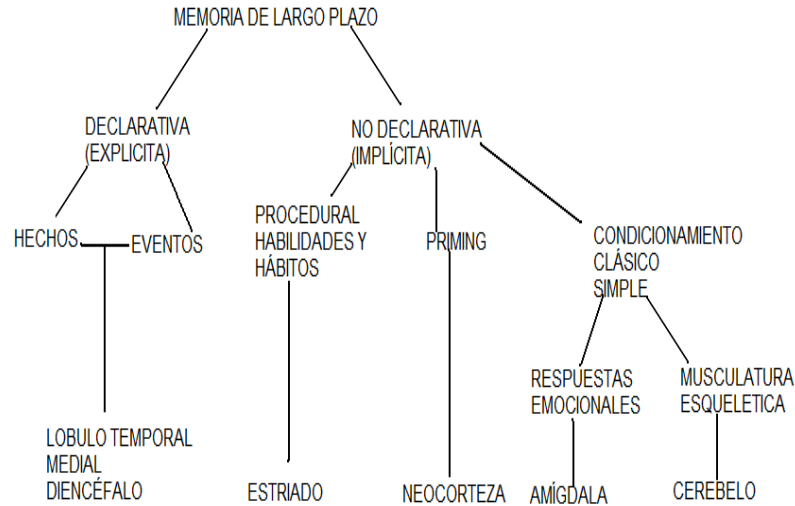 MEMORIA DE LARGO PLAZO
DECLARATIVA
(EXPLICITA)
NO DECLARATIVA
(IMPLÍCITA)
HECHOS
EVENTOS
PROCEDURAL
HABILIDADES Y
HÁBITOS
PRIMING
CONDICIONAMIENTO
CLÁSICO
SIMPLE
RESPUESTAS
EMOCIONALES
MUSCULATURA
ESQUELETICA
LOBULO TEMPORAL
MEDIAL
DIENCÉFALO
ESTRIADO
NEOCORTEZA
AMÍGDALA
CEREBELO